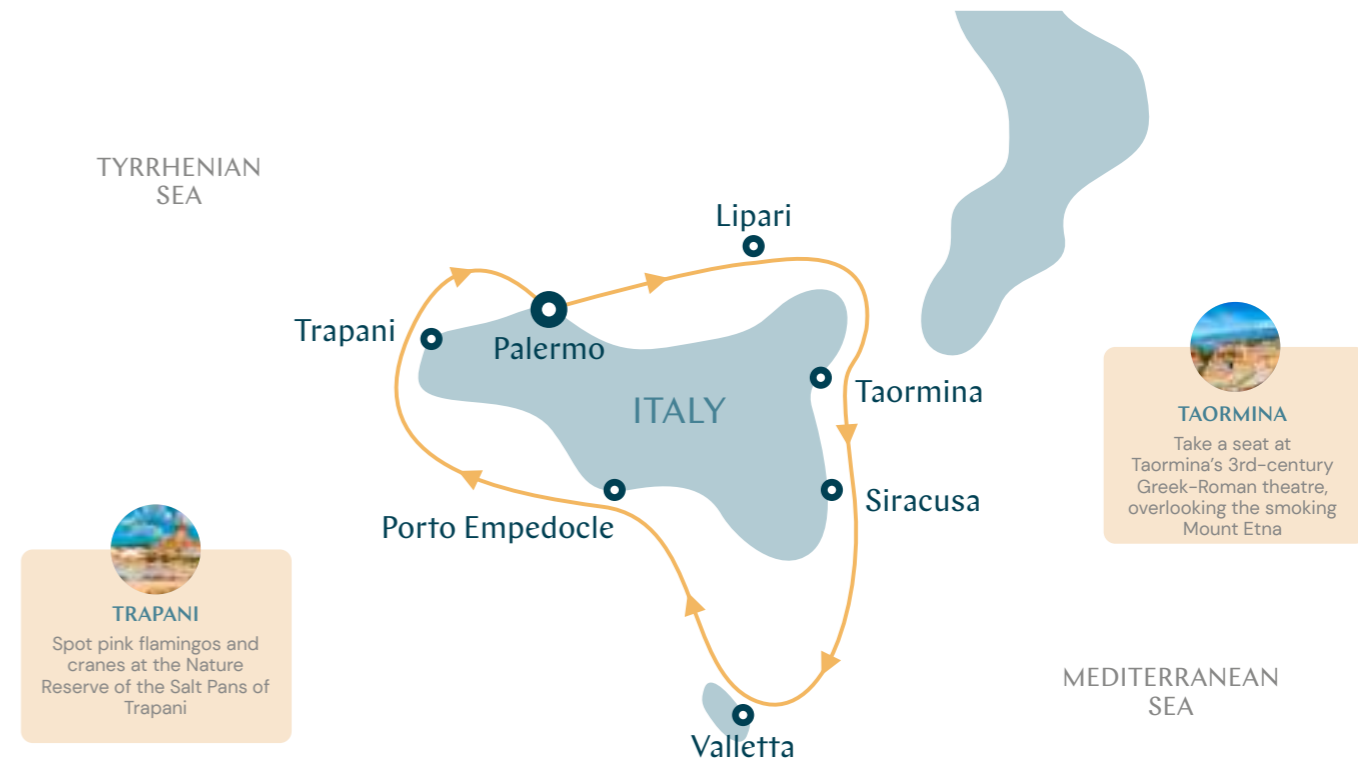 TYRRHENIAN
SEA
Lipari
Trapani
Palermo
ITALY
Taormina
Siracusa
Porto Empedocle
Valletta
MEDITERRANEAN
SEA
TAORMINA
Take a seat at
Taormina's 3rd-century
Greek-Roman theatre,
overlooking the smoking
Mount Etna
TRAPANI
Spot pink flamingos and
cranes at the Nature
Reserve of the Salt Pans of
Trapani